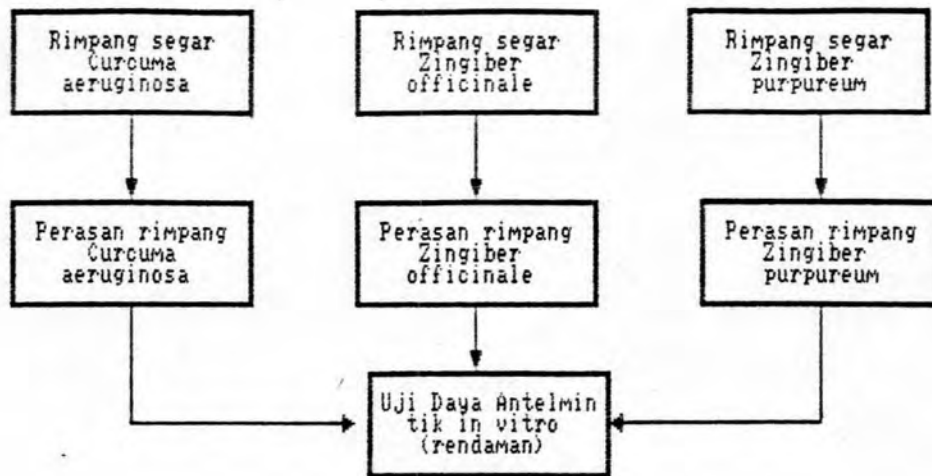 Rimpang segar
Curcuma
aeruginosa
Rimpang segar
Zingiber
officinale
Rimpang segar
Zingiber
purpureum
Perasan rimpang
Curcuma
aeruginosa
Perasan rimpang
Zingiber
officinale
Perasan rimpang
Zingiber
purpureum
Uji Daya Antelmin
tik in vitro
(rendaman)